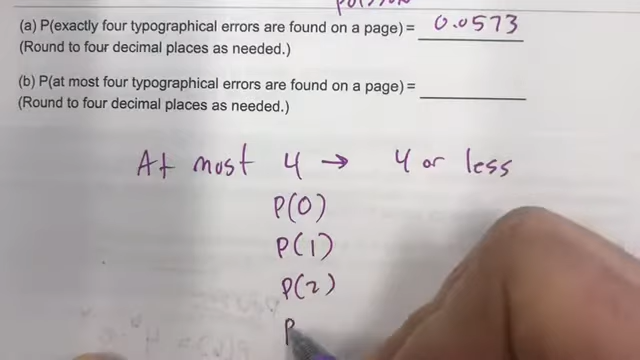 (a) P(exactly four typographical errors are found on a page) = 0.0573
(Round to four decimal places as needed.)
(b) P(at most four typographical errors are found on a page) =
(Round to four decimal places as needed.)
At most 4 → 4 or less
P(0)
P(1)
P(2)
P